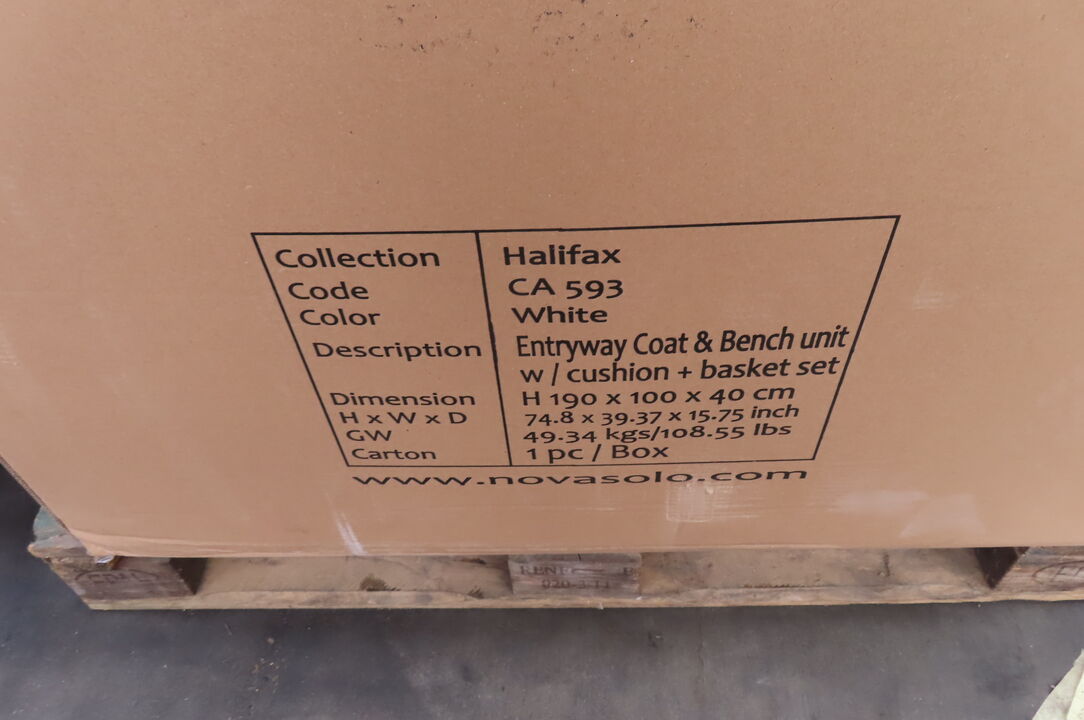 Collection Halifax
Code CA 593
Color White
Description Entryway Coat & Bench unit
w / cushion + basket set
Dimension H 190 x 100 x 40 cm
H x W x D 74.8 x 39.37 x 15.75 inch
GW 49.34 kgs/108.55 lbs
Carton 1 pc / Box
www.novasolo.com